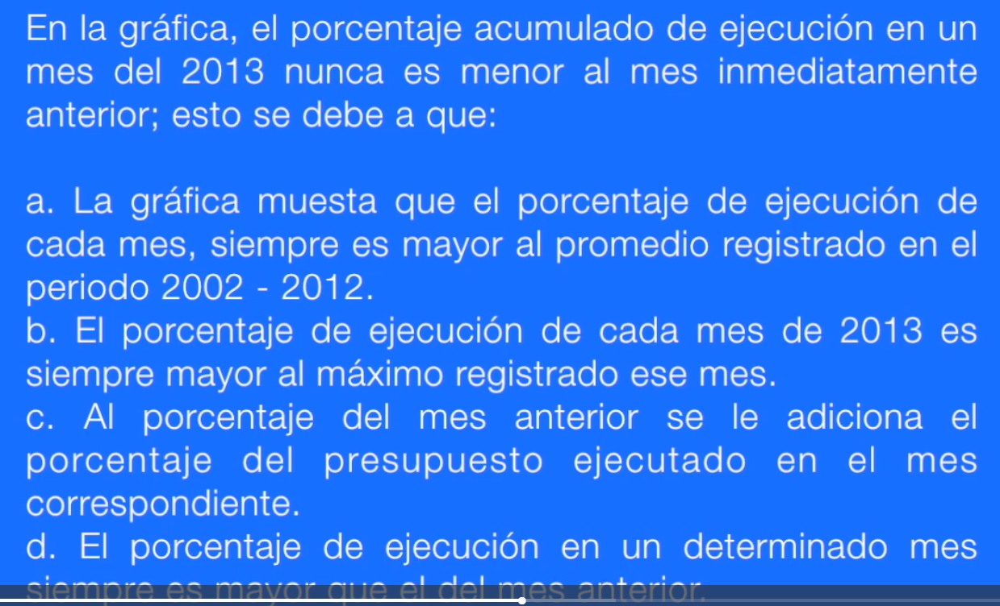 En la gráfica, el porcentaje acumulado de ejecución en un
mes del 2013 nunca es menor al mes inmediatamente
anterior; esto se debe a que:
a. La gráfica muesta que el porcentaje de ejecución de
cada mes, siempre es mayor al promedio registrado en el
periodo 2002 - 2012.
b. El porcentaje de ejecución de cada mes de 2013 es
siempre mayor al máximo registrado ese mes.
c. Al porcentaje del mes anterior se le adiciona el
porcentaje del presupuesto ejecutado en el mes
correspondiente.
d. El porcentaje de ejecución en un determinado mes
siempre es mayor que el del mes anterior.